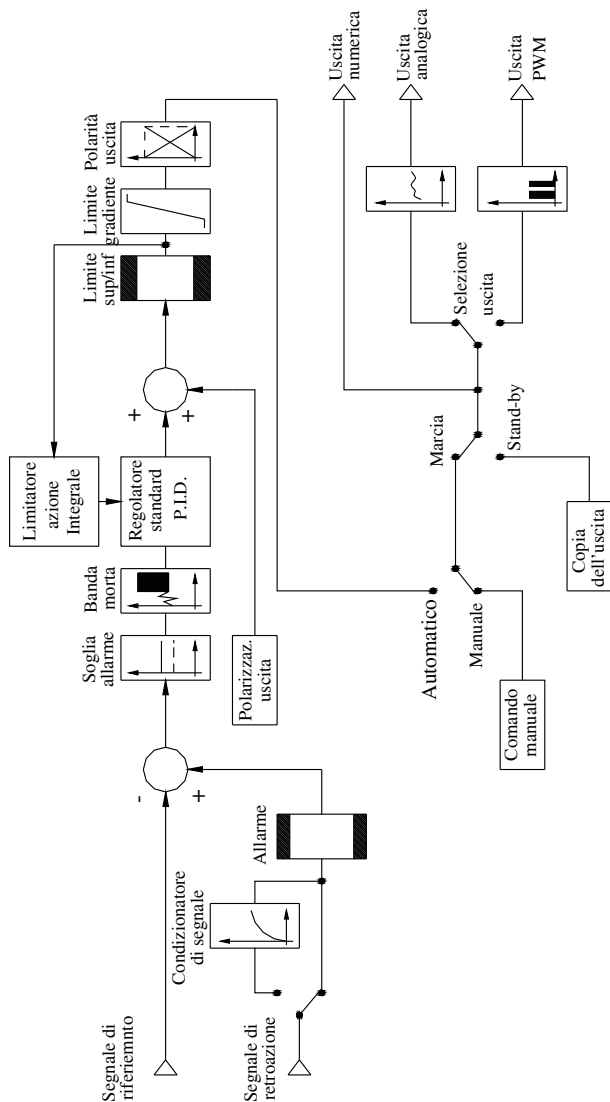 Segnale di
riferiemnto
-
+
Soglia
allarme
Banda
morta
Limitatore
azione
Integrale
Regolatore
standard
P.I.D.
+
+
Limite
sup/inf
Limite
gradiente
Polarità
uscita
Polarizzaz.
uscita
Segnale di
retroazione
Condizionatore
di segnale
Allarme
Automatico
Manuale
Comando
manuale
Marcia
Stand-by
Copia
dell'uscita
Selezione
uscita
Uscita
numerica
Uscita
analogica
Uscita
PWM